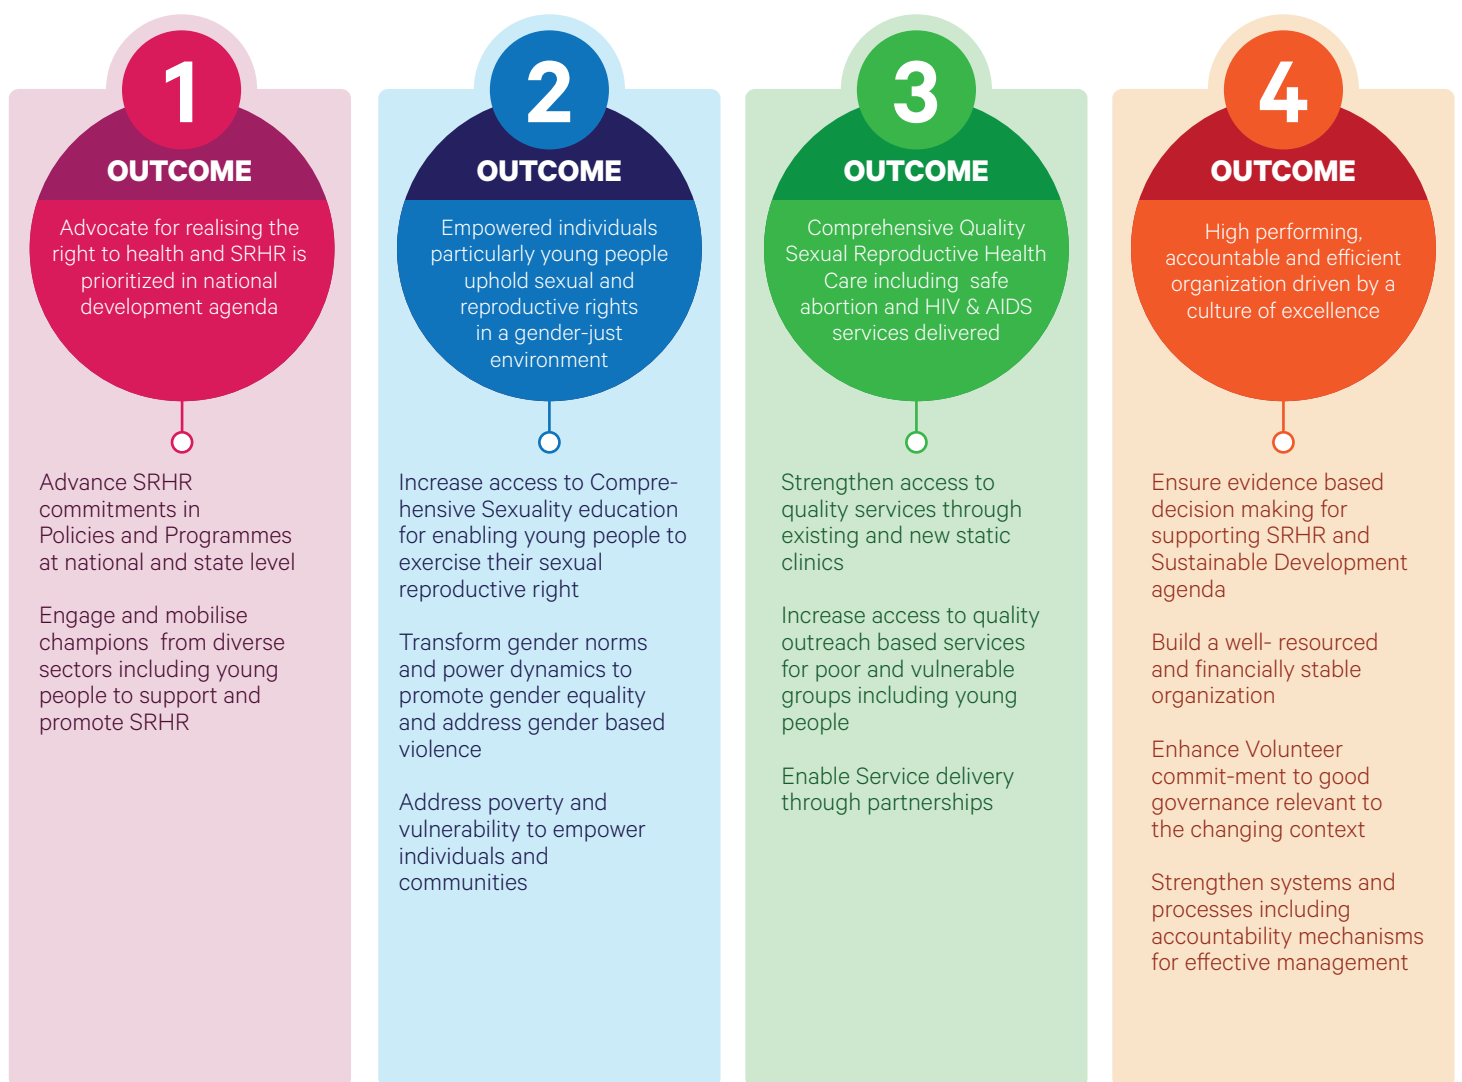 1
OUTCOME
Advocate for realising the
right to health and SRHR is
prioritized in national
development agenda
Advance SRHR
commitments in
Policies and Programmes
at national and state level
Engage and mobilise
champions from diverse
sectors including young
people to support and
promote SRHR
2
OUTCOME
Empowered individuals
particularly young people
uphold sexual and
reproductive rights
in a gender-just
environment
Increase access to Compre-
hensive Sexuality education
for enabling young people to
exercise their sexual
reproductive right
Transform gender norms
and power dynamics to
promote gender equality
and address gender based
violence
Address poverty and
vulnerability to empower
individuals and
communities
3
OUTCOME
Comprehensive Quality
Sexual Reproductive Health
Care including safe
abortion and HIV & AIDS
services delivered
Strengthen access to
quality services through
existing and new static
clinics
Increase access to quality
outreach based services
for poor and vulnerable
groups including young
people
Enable Service delivery
through partnerships
4
OUTCOME
High performing,
accountable and efficient
organization driven by a
culture of excellence
Ensure evidence based
decision making for
supporting SRHR and
Sustainable Development
agenda
Build a well- resourced
and financially stable
organization
Enhance Volunteer
commit-ment to good
governance relevant to
the changing context
Strengthen systems and
processes including
accountability mechanisms
for effective management